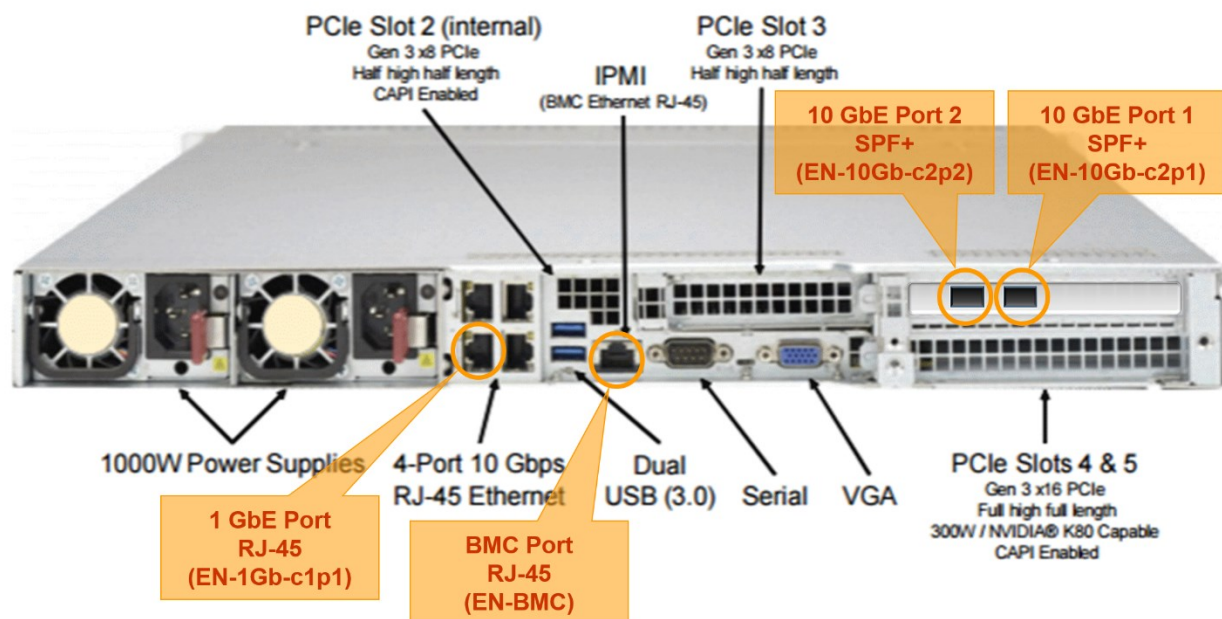 PCIe Slot 2 (internal)
Gen 3 x8 PCIe
Half high half length
CAPI Enabled
IPMI
(BMC Ethernet RJ-45)
PCIe Slot 3
Gen 3 x8 PCIe
Half high half length
10 GbE Port 2
SPF+
(EN-10Gb-c2p2)
10 GbE Port 1
SPF+
(EN-10Gb-c2p1)
1000W Power Supplies
4-Port 10 Gbps
RJ-45 Ethernet
Dual
USB (3.0)
Serial
VGA
PCIe Slots 4 & 5
Gen 3 x16 PCIe
Full high full length
300W / NVIDIA® K80 Capable
CAPI Enabled
1 GbE Port
RJ-45
(EN-1Gb-c1p1)
BMC Port
RJ-45
(EN-BMC)